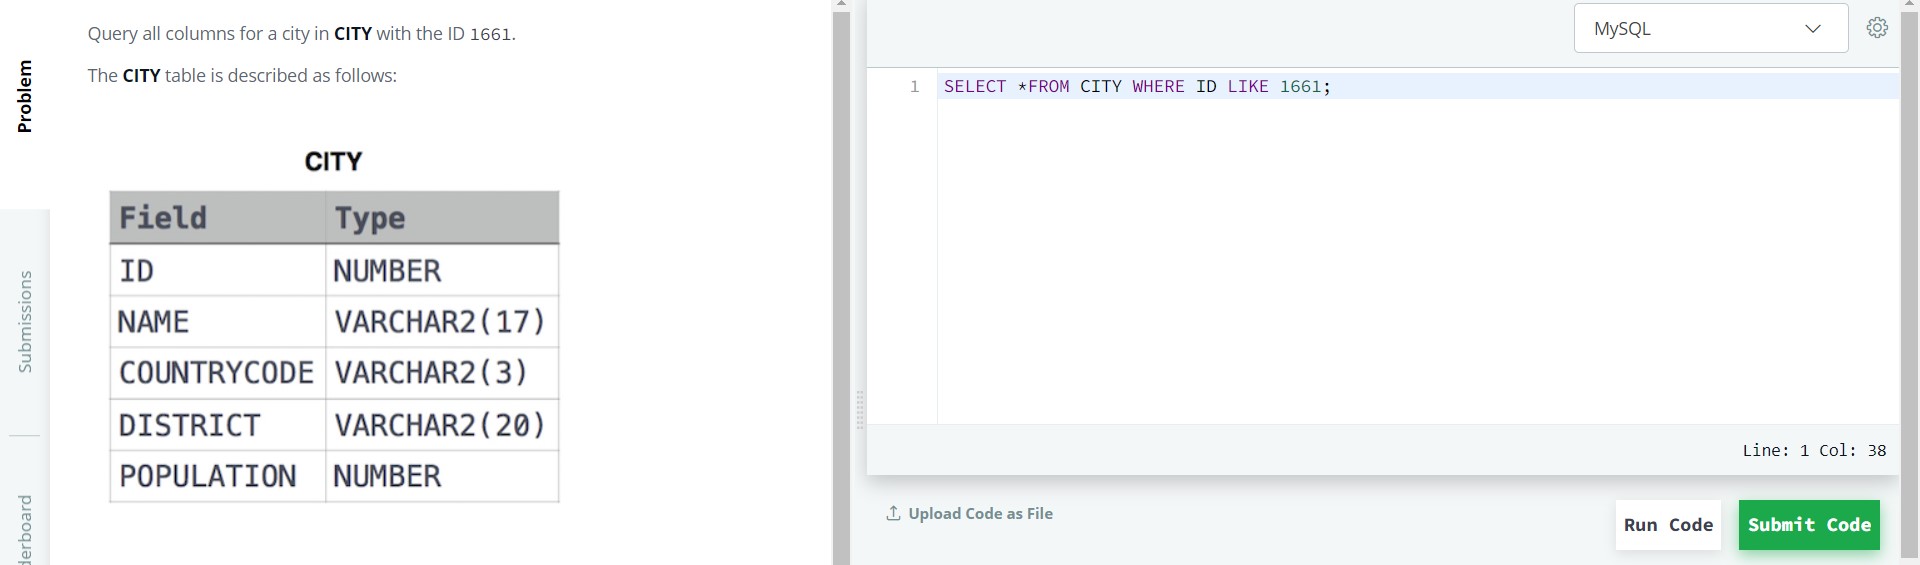 Problem
Submissions
derboard
Query all columns for a city in CITY with the ID 1661.
The CITY table is described as follows:
CITY
Field Type
ID NUMBER
NAME VARCHAR2(17)
COUNTRYCODE VARCHAR2(3)
DISTRICT VARCHAR2(20)
POPULATION NUMBER
MySQL
1 SELECT *FROM CITY WHERE ID LIKE 1661;
Line: 1 Col: 38
Upload Code as File
Run Code
Submit Code